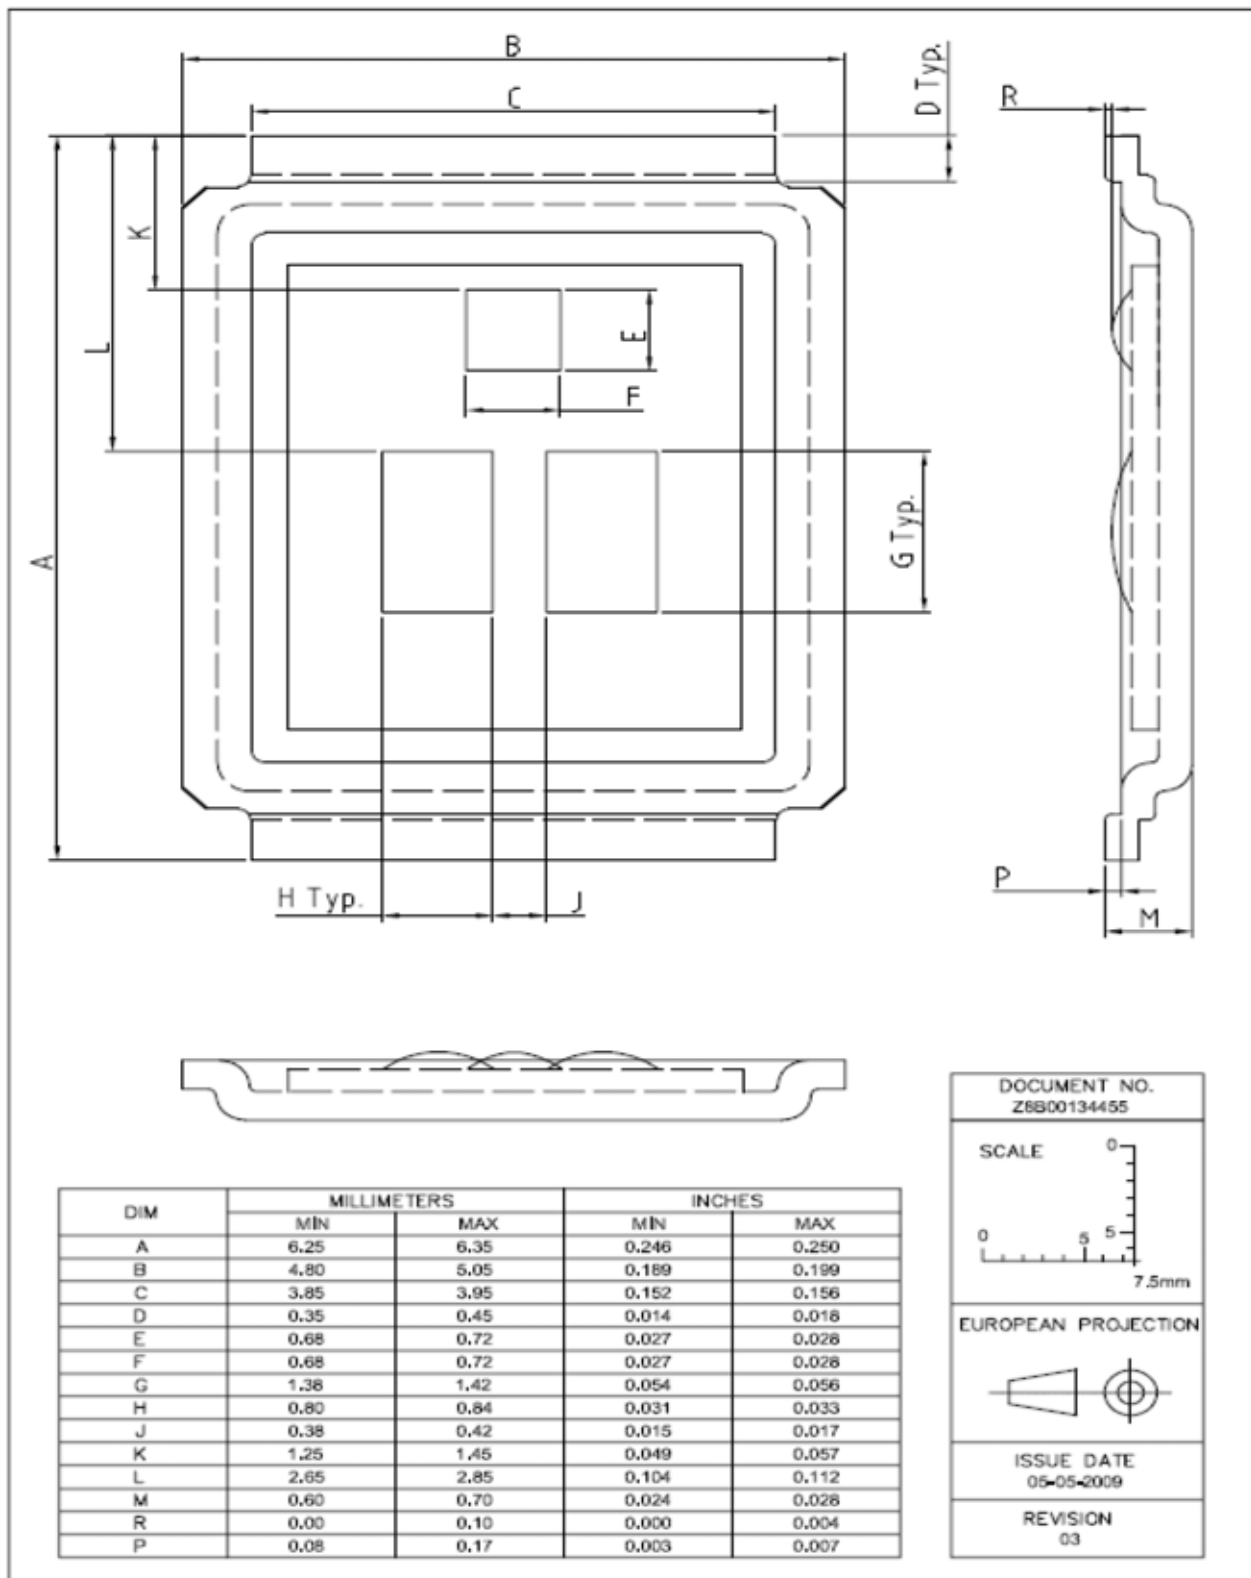 B
C
D Typ.
R
K
L
E
F
A
G Typ.
H Typ.
J
P
M
DOCUMENT NO.
Z8B00134455
SCALE
0
0
5
5
7.5mm
EUROPEAN PROJECTION
ISSUE DATE
05-05-2009
REVISION
03
DIM MILLIMETERS INCHES
MIN MAX MIN MAX
A 6.25 6.35 0.246 0.250
B 4.80 5.05 0.189 0.199
C 3.85 3.95 0.152 0.156
D 0.35 0.45 0.014 0.018
E 0.68 0.72 0.027 0.028
F 0.68 0.72 0.027 0.028
G 1.38 1.42 0.054 0.056
H 0.80 0.84 0.031 0.033
J 0.38 0.42 0.015 0.017
K 1.25 1.45 0.049 0.057
L 2.65 2.85 0.104 0.112
M 0.60 0.70 0.024 0.028
R 0.00 0.10 0.000 0.004
P 0.08 0.17 0.003 0.007